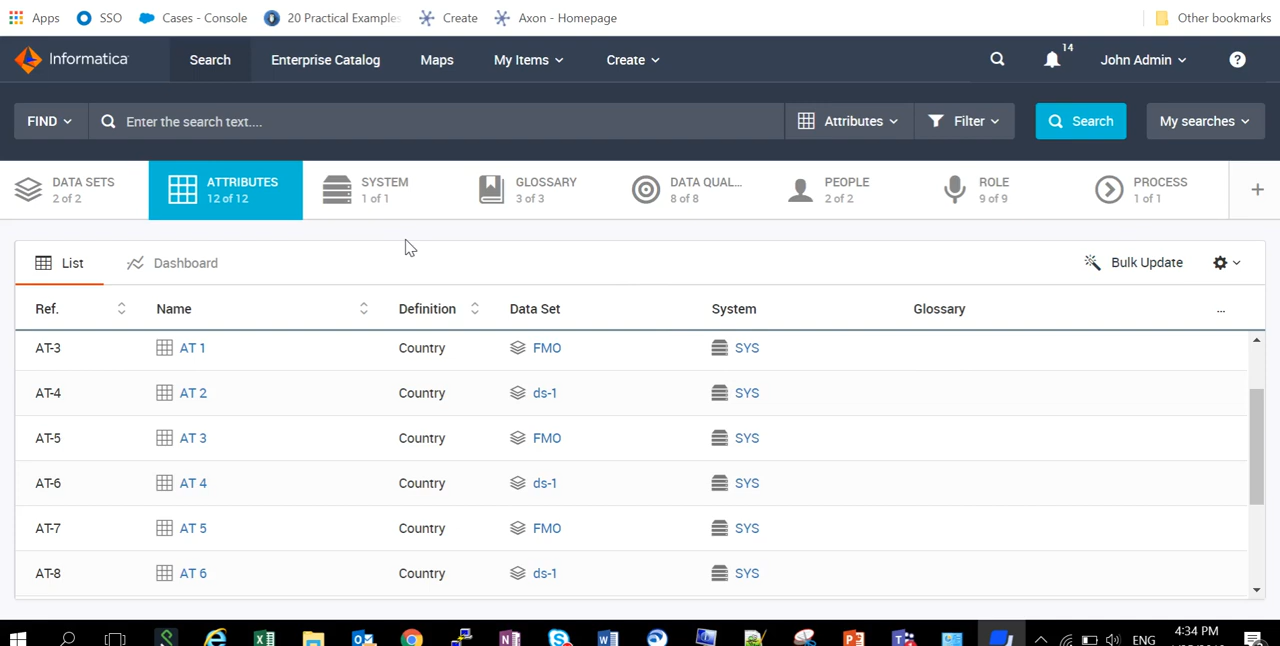 Apps SSO Cases - Console 20 Practical Examples Create Axon - Homepage Other bookmarks
Informatica Search Enterprise Catalog Maps My Items Create 14 John Admin ?
FIND Enter the search text.... Attributes Filter Search My searches
DATA SETS ATTRIBUTES SYSTEM GLOSSARY DATA QUAL... PEOPLE ROLE PROCESS
2 of 2 12 of 12 1 of 1 3 of 3 8 of 8 2 of 2 9 of 9 1 of 1 +
List Dashboard Bulk Update
Ref. Name Definition Data Set System Glossary ...
AT-3 AT 1 Country FMO SYS
AT-4 AT 2 Country ds-1 SYS
AT-5 AT 3 Country FMO SYS
AT-6 AT 4 Country ds-1 SYS
AT-7 AT 5 Country FMO SYS
AT-8 AT 6 Country ds-1 SYS
4:34 PM
ENG